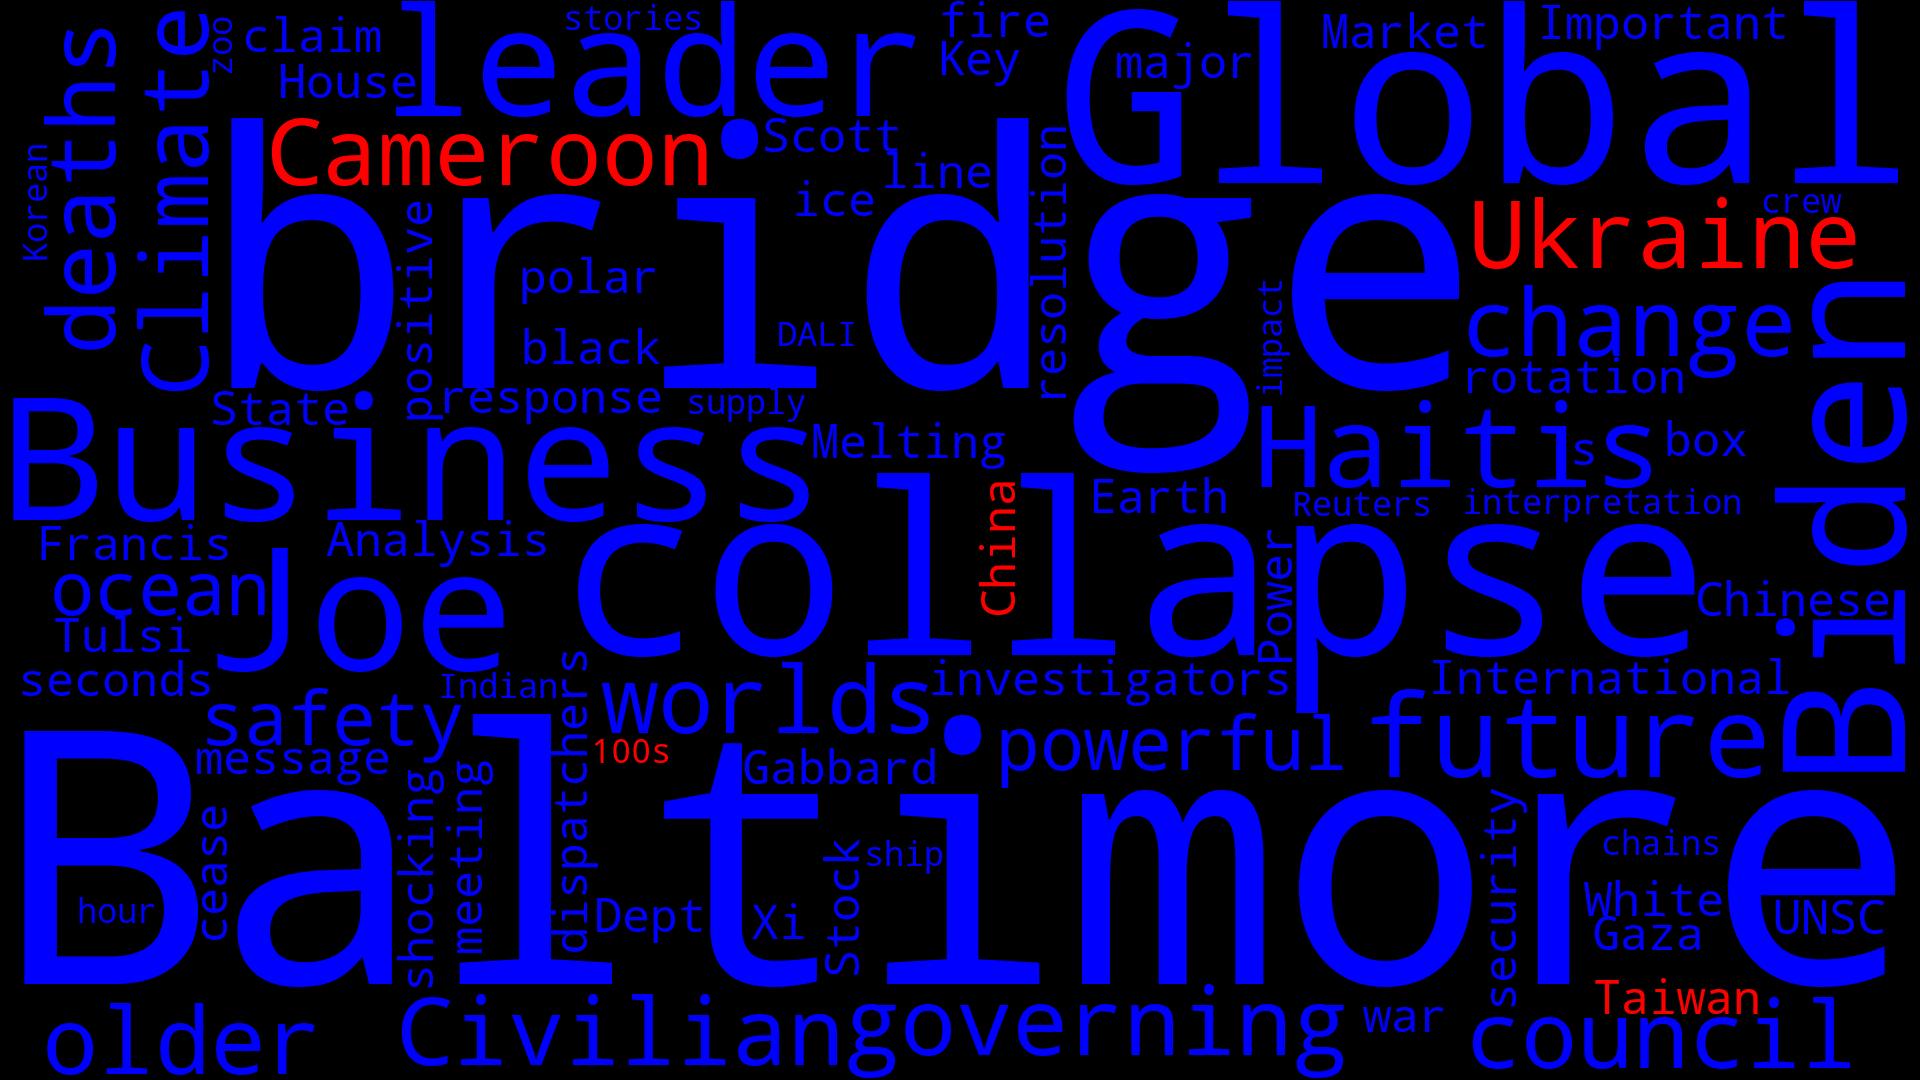 stories
fire
Market
Important
zoo
claim
leader
Global
Key
major
House
deaths
Climate
Cameroon
Scott
line
ice
Korean
bridge
resolution
crew
Ukraine
positive
polar
black
DALI
impact
change
rotation
Biden
State
response
supply
Business
Melting
Haitis
s
box
China
Earth
Reuters
interpretation
Francis
Analysis
collapse
Power
ocean
Joe
Chinese
Tulsi
seconds
Indian
worlds
investigators
International
safety
dispatchers
100s
powerful
future
message
Gabbard
Baltimore
shocking
meeting
cease
Stock
ship
security
chains
hour
Dept
Xi
White
UNSC
Gaza
Taiwan
older
Civilian
governing
war
council